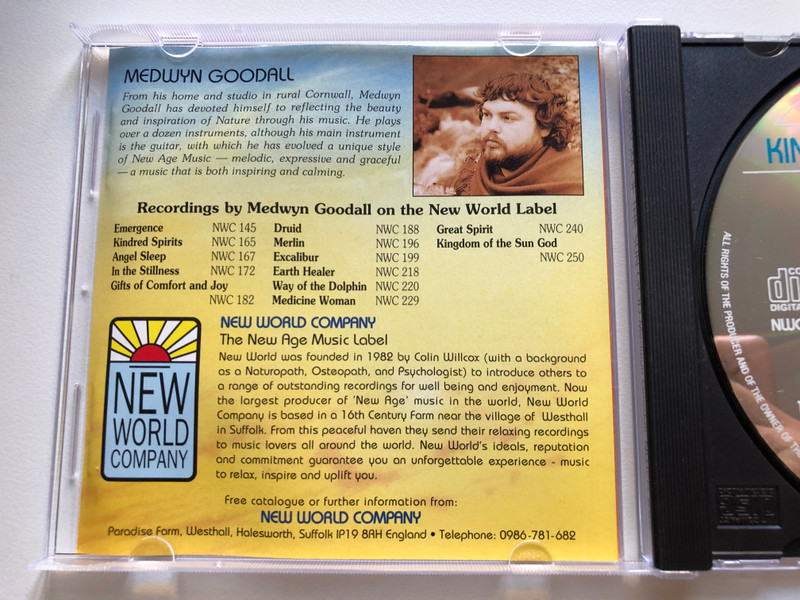 MEDWYN GOODALL
From his home and studio in rural Cornwall, Medwyn
Goodall has devoted himself to reflecting the beauty
and inspiration of Nature through his music. He plays
over a dozen instruments, although his main instrument
is the guitar, with which he has evolved a unique style
of New Age Music — melodic, expressive and graceful
— a music that is both inspiring and calming.
Recordings by Medwyn Goodall on the New World Label
Emergence NWC 145
Kindred Spirits NWC 165
Angel Sleep NWC 167
In the Stillness NWC 172
Gifts of Comfort and Joy
NWC 182
Druid NWC 188
Merlin NWC 196
Excalibur NWC 199
Earth Healer NWC 218
Way of the Dolphin NWC 220
Medicine Woman NWC 229
Great Spirit NWC 240
Kingdom of the Sun God
NWC 250
NEW
WORLD
COMPANY
NEW WORLD COMPANY
The New Age Music Label
New World was founded in 1982 by Colin Willcox (with a background
as a Naturopath, Osteopath, and Psychologist) to introduce others to
a range of outstanding recordings for well being and enjoyment. Now
the largest producer of 'New Age' music in the world, New World
Company is based in a 16th Century Farm near the village of Westhall
in Suffolk. From this peaceful haven they send their relaxing recordings
to music lovers all around the world. New World's ideals, reputation
and commitment guarantee you an unforgettable experience - music
to relax, inspire and uplift you.
Free catalogue or further information from:
NEW WORLD COMPANY
Paradise Farm, Westhall, Halesworth, Suffolk IP19 8RH England • Telephone: 0986-781-682
KIN
ALL RIGHTS OF THE PRODUCER AND OF THE OWNER OF